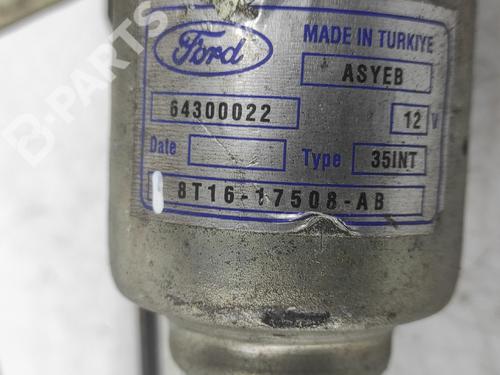 Ford
MADE IN TURKIYE
ASYEB
64300022
12 V
Date
Type 35INT
8T16-17508-AB
B-PARTS